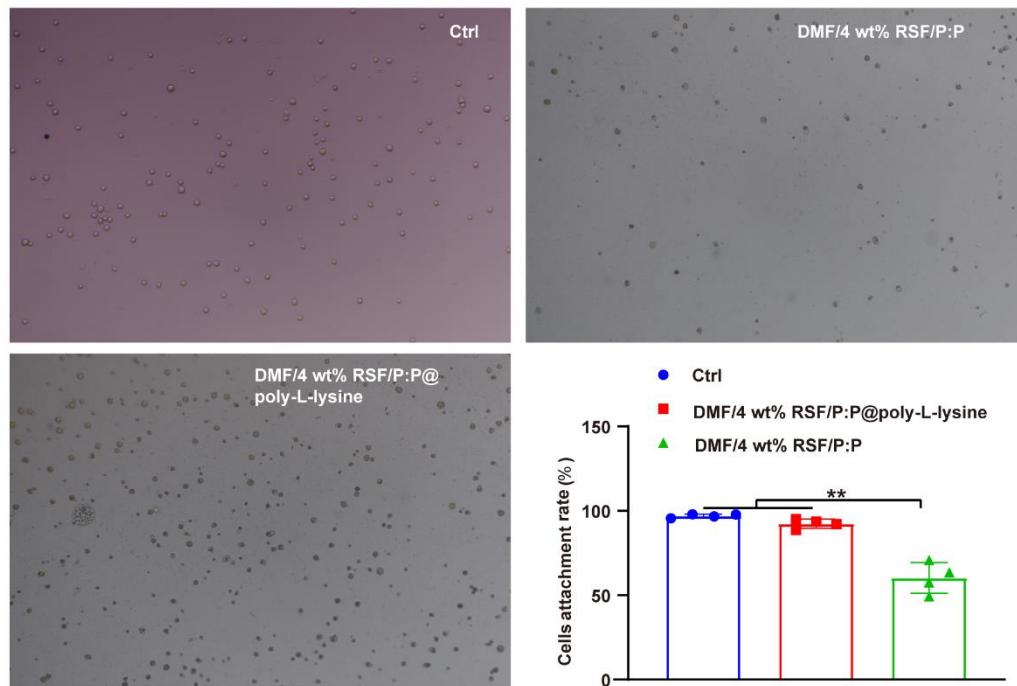 Ctrl
DMF/4 wt% RSF/P:P
DMF/4 wt% RSF/P:P@
poly-L-lysine
Ctrl
DMF/4 wt% RSF/P:P@poly-L-lysine
DMF/4 wt% RSF/P:P
Cells attachment rate (%)
150
100
50
0
**